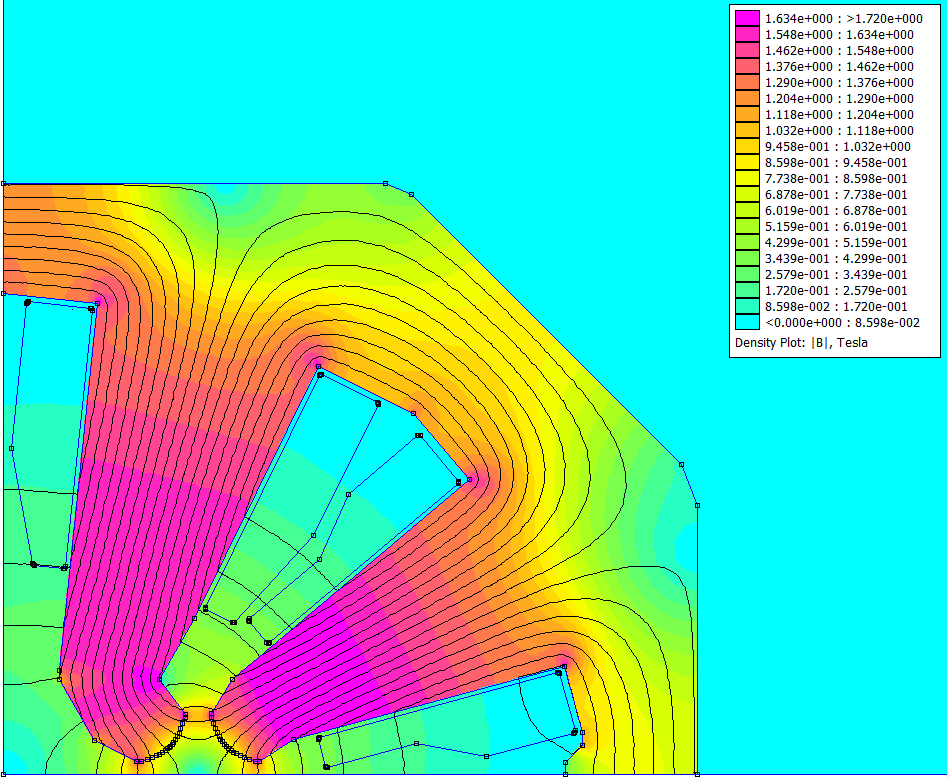 1.634e+000 : >1.720e+000
1.548e+000 : 1.634e+000
1.462e+000 : 1.548e+000
1.376e+000 : 1.462e+000
1.290e+000 : 1.376e+000
1.204e+000 : 1.290e+000
1.118e+000 : 1.204e+000
1.032e+000 : 1.118e+000
9.458e-001 : 1.032e+000
8.598e-001 : 9.458e-001
7.738e-001 : 8.598e-001
6.878e-001 : 7.738e-001
6.019e-001 : 6.878e-001
5.159e-001 : 6.019e-001
4.299e-001 : 5.159e-001
3.439e-001 : 4.299e-001
2.579e-001 : 3.439e-001
1.720e-001 : 2.579e-001
8.598e-002 : 1.720e-001
<0.000e+000 : 8.598e-002
Density Plot: |B|, Tesla